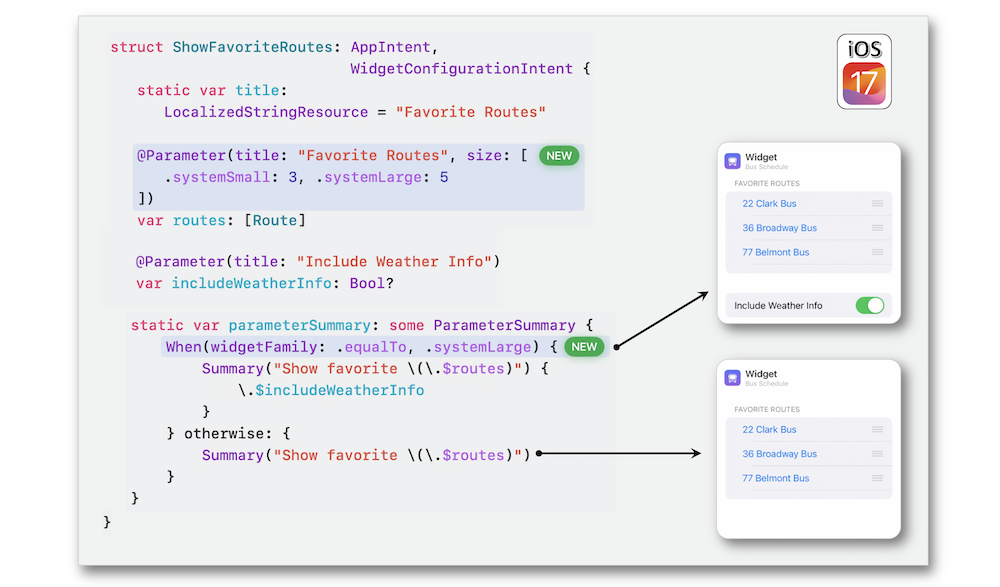 struct ShowFavoriteRoutes: AppIntent,
WidgetConfigurationIntent {
static var title:
LocalizedStringResource = "Favorite Routes"
@Parameter(title: "Favorite Routes", size: [ NEW
.systemSmall: 3, .systemLarge: 5
])
var routes: [Route]
@Parameter(title: "Include Weather Info")
var includeWeatherInfo: Bool?
static var parameterSummary: some ParameterSummary {
When(widgetFamily: .equalTo, .systemLarge) { NEW
Summary("Show favorite \(\.$routes)") {
\.$includeWeatherInfo
}
} otherwise: {
Summary("Show favorite \(\.$routes)")
}
}
}
iOS
17
Widget
Bus Schedule
FAVORITE ROUTES
22 Clark Bus
36 Broadway Bus
77 Belmont Bus
Include Weather Info
Widget
Bus Schedule
FAVORITE ROUTES
22 Clark Bus
36 Broadway Bus
77 Belmont Bus